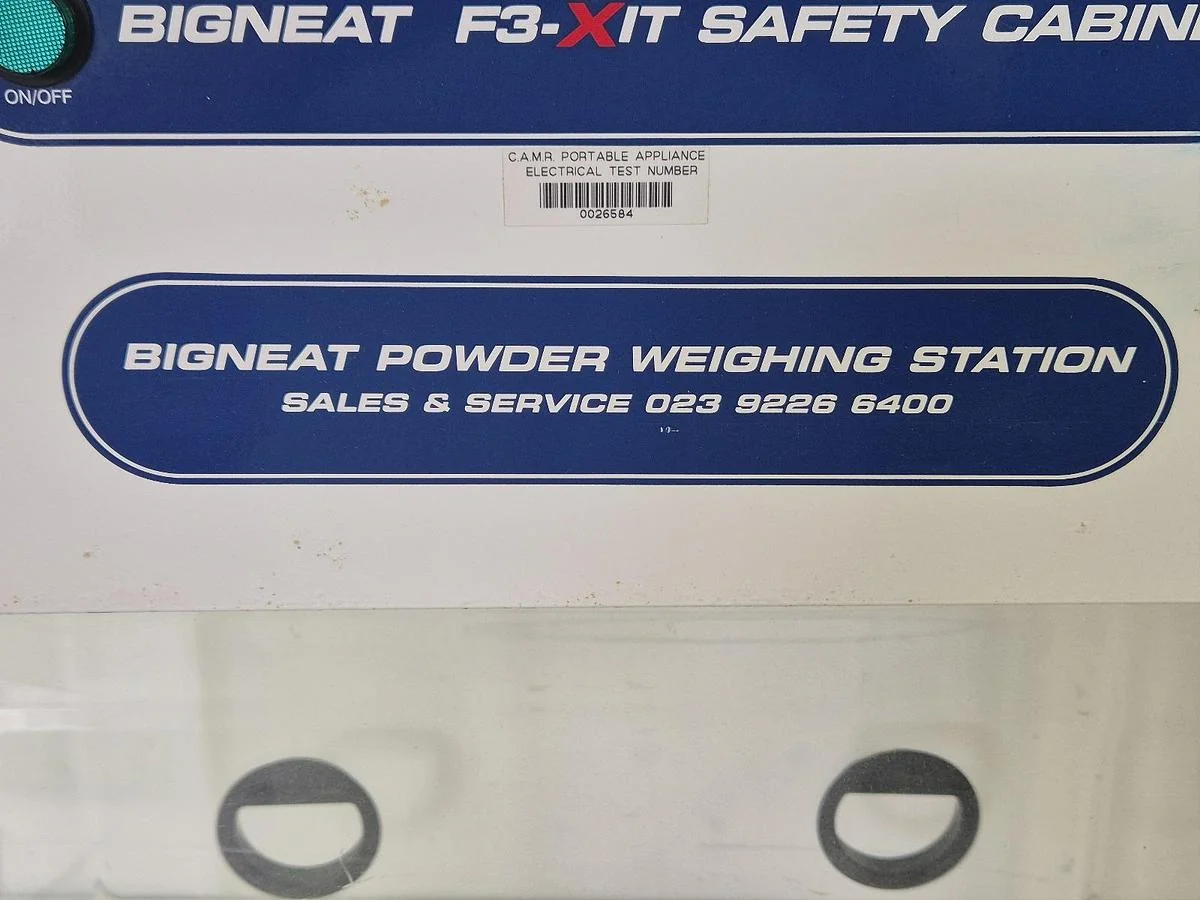 BIGNEAT F3-XIT SAFETY CABIN
ON/OFF
C.A.M.R. PORTABLE APPLIANCE
ELECTRICAL TEST NUMBER
0026584
BIGNEAT POWDER WEIGHING STATION
SALES & SERVICE 023 9226 6400